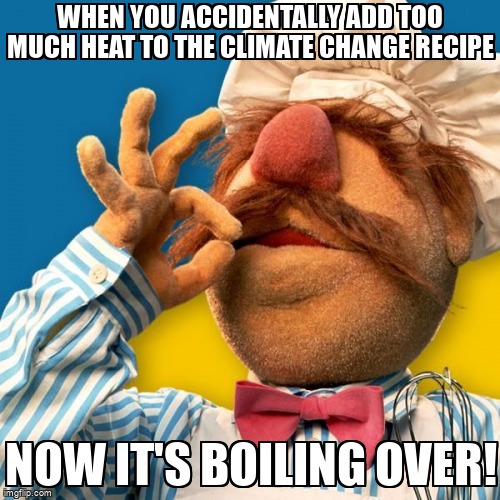 WHEN YOU ACCIDENTALLY ADD TOO
MUCH HEAT TO THE CLIMATE CHANGE RECIPE
NOW IT'S BOILING OVER!
imgflip.com